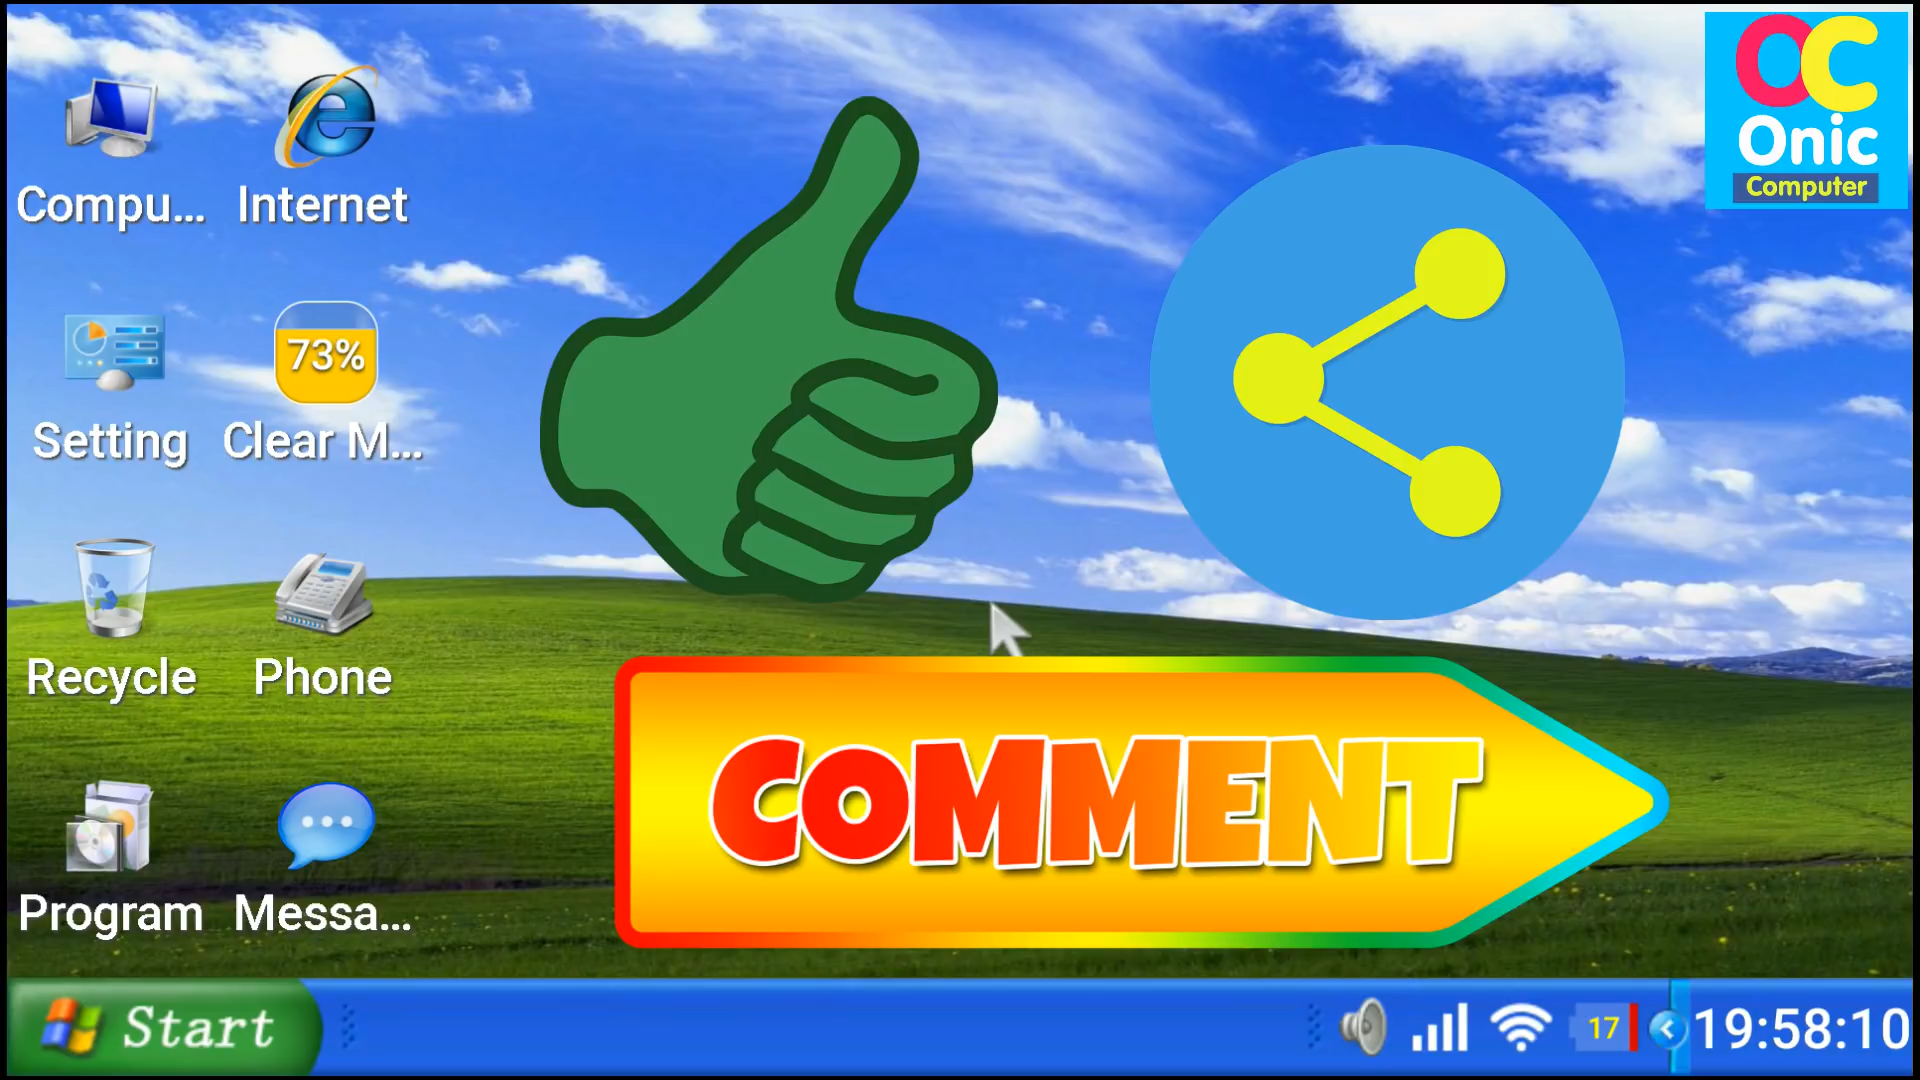 OC
Onic
Computer
Compu... Internet
73%
Setting Clear M...
Recycle Phone
Program Messa...
COMMENT
Start
17
19:58:10